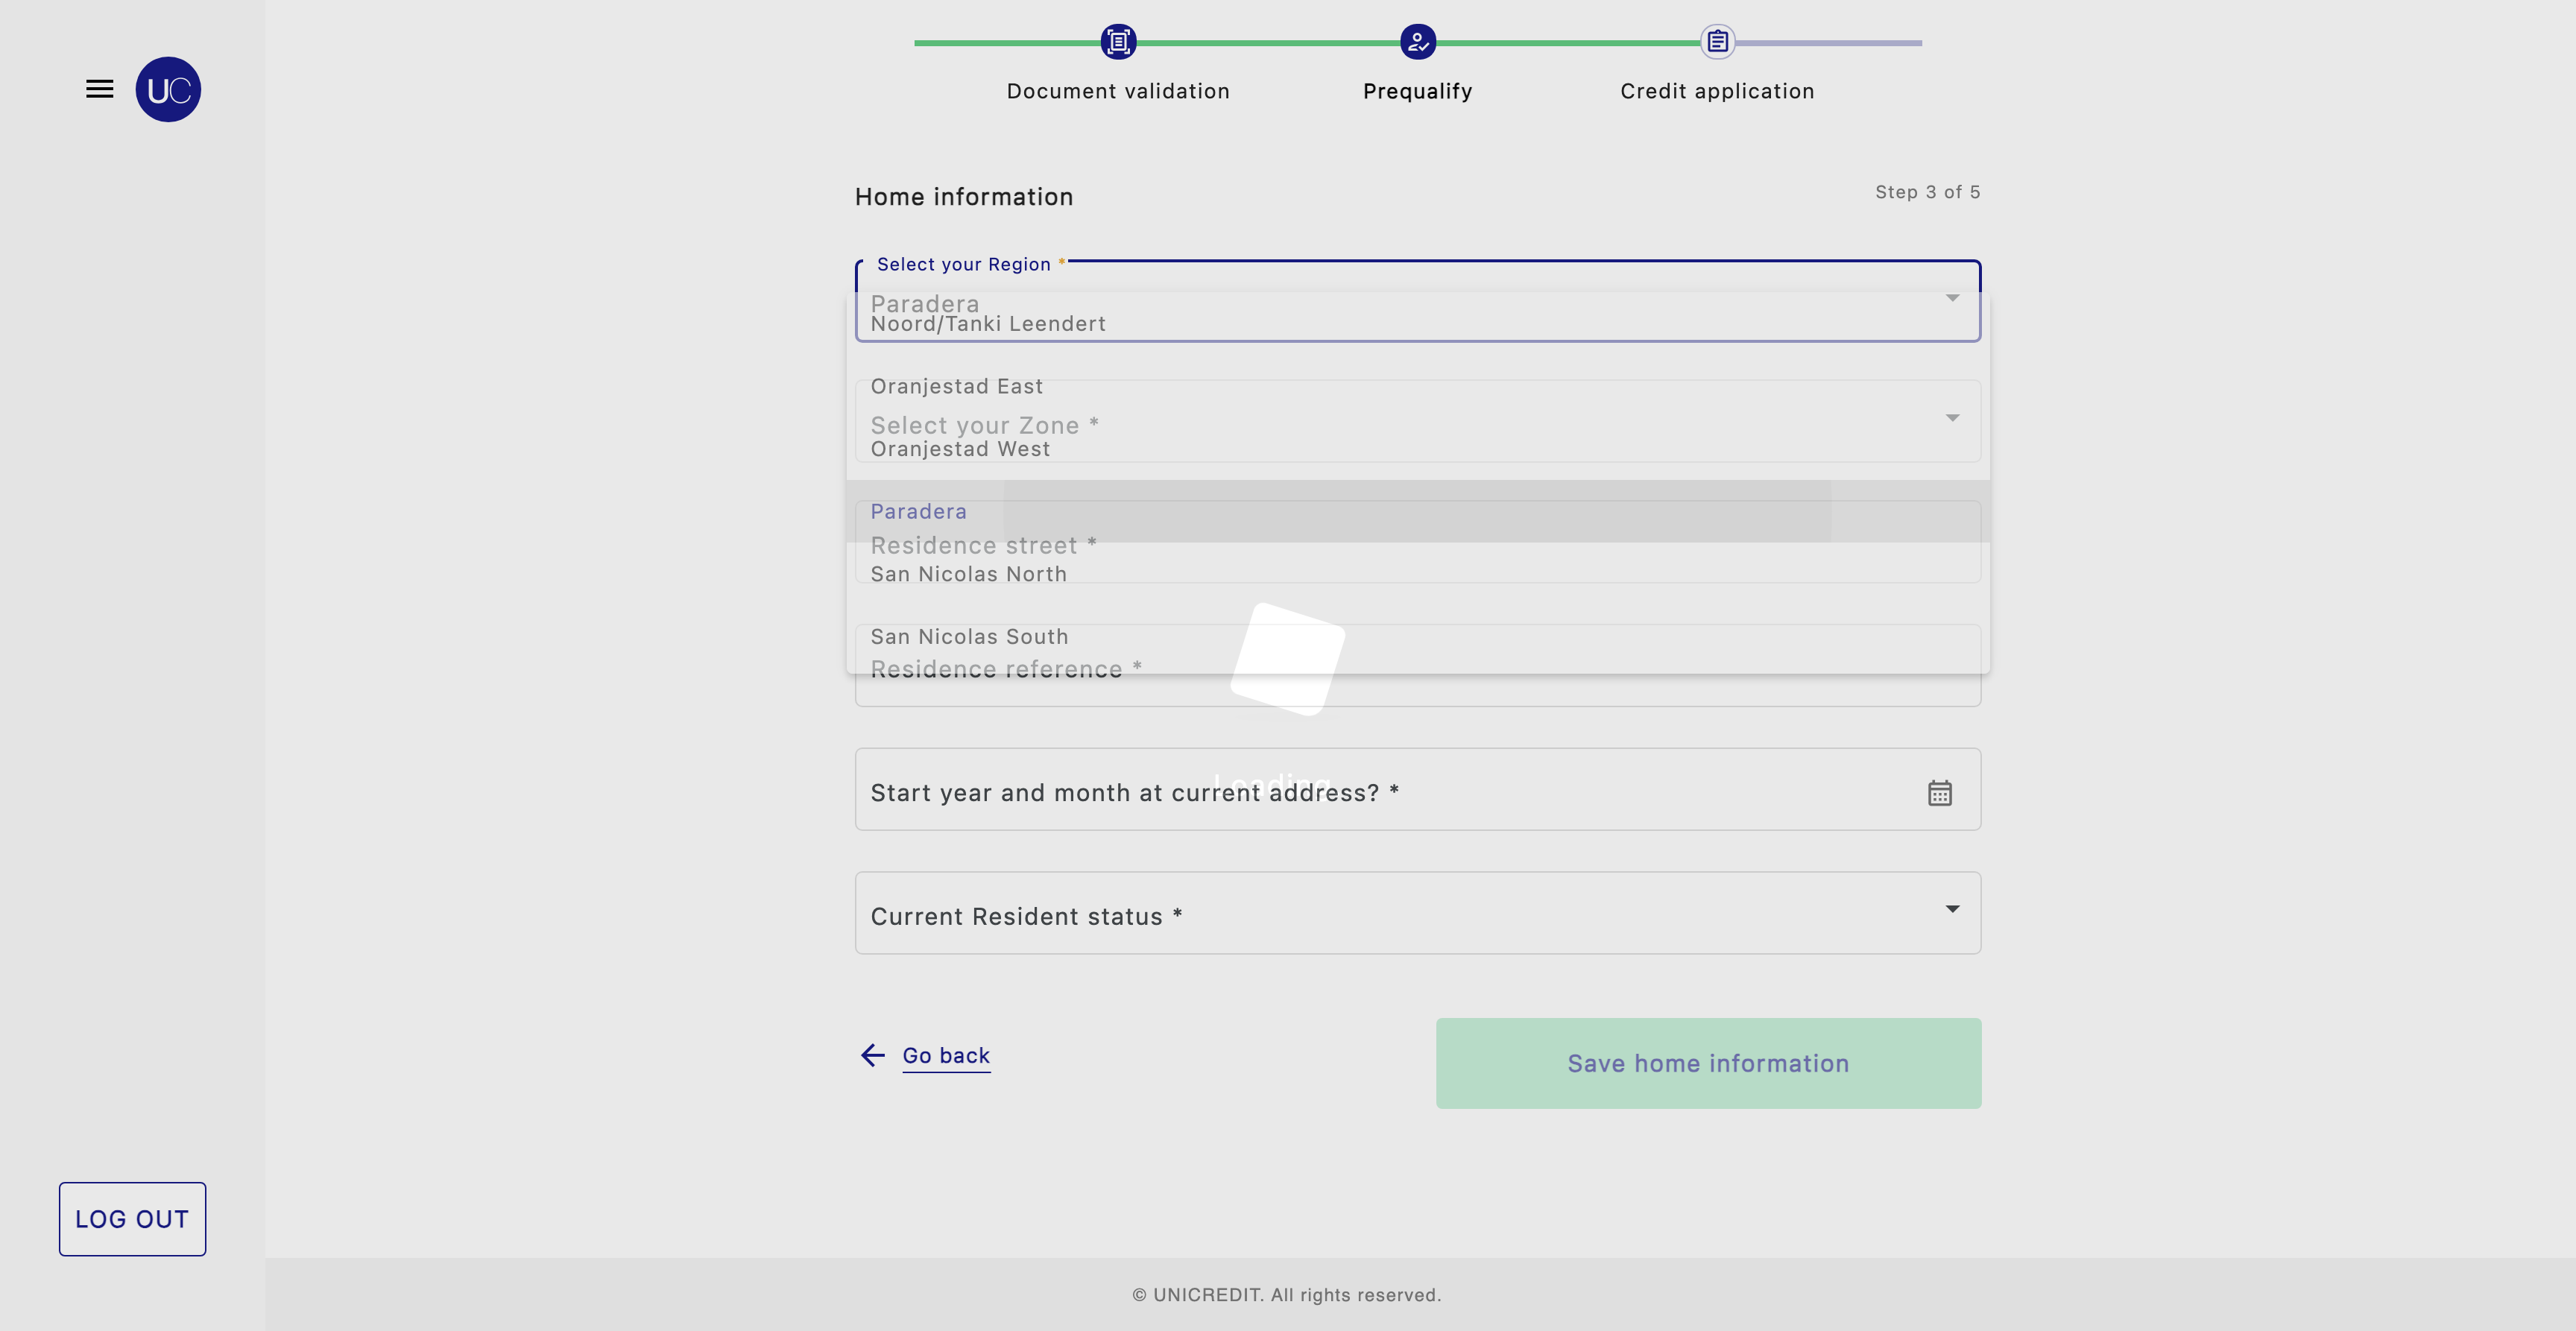 UC
Document validation
Prequalify
Credit application
Home information
Step 3 of 5
Select your Region *
Paradera
Noord/Tanki Leendert
Oranjestad East
Select your Zone *
Oranjestad West
Paradera
Residence street *
San Nicolas North
San Nicolas South
Residence reference *
Loading
Start year and month at current address? *
Current Resident status *
Go back
Save home information
LOG OUT
© UNICREDIT. All rights reserved.